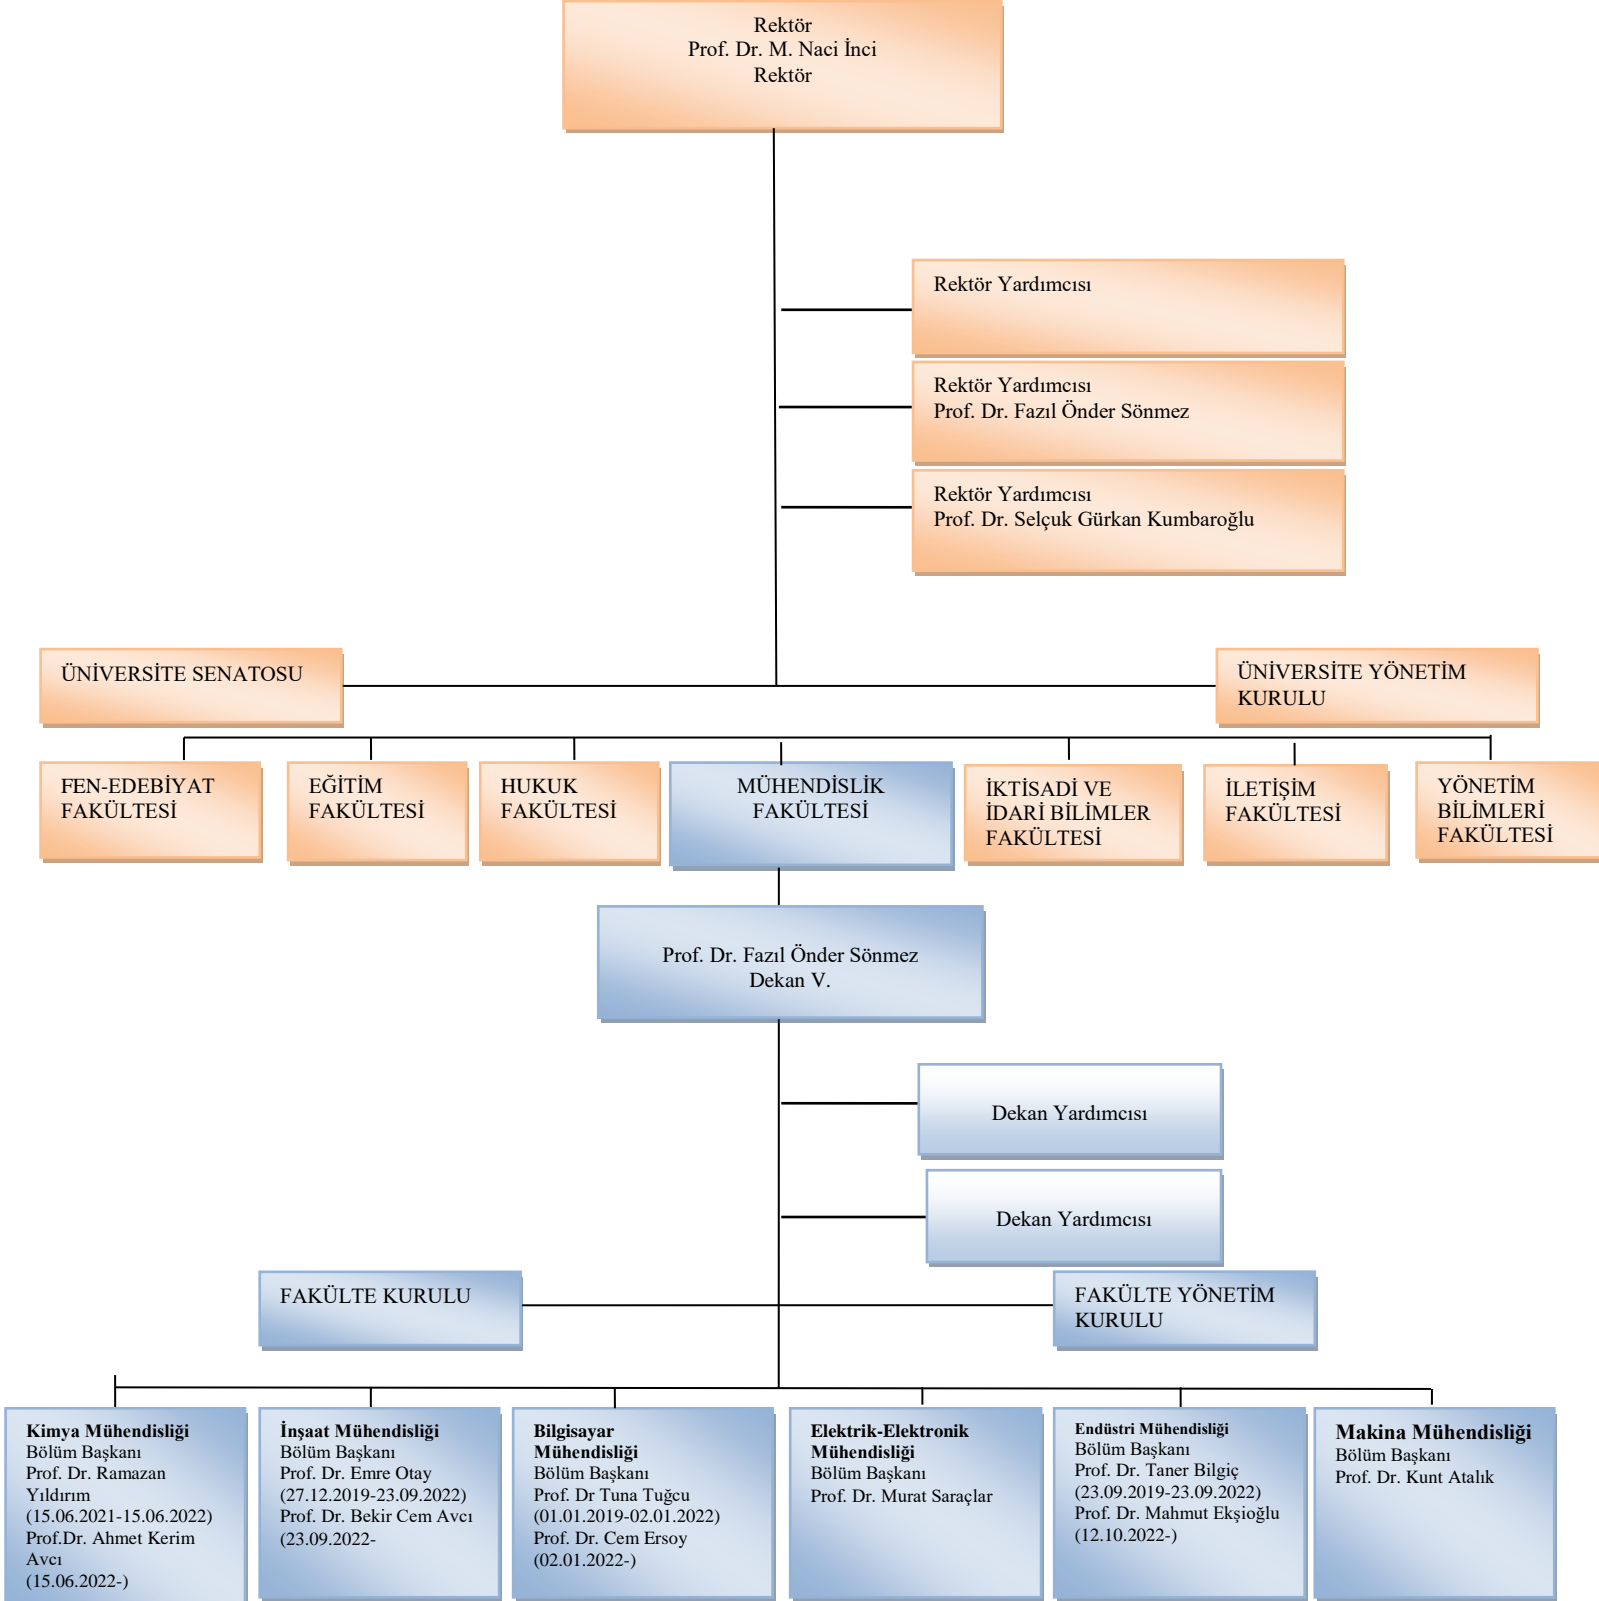 Rektör
Prof. Dr. M. Naci İnci
Rektör
Rektör Yardımcısı
Rektör Yardımcısı
Prof. Dr. Fazıl Önder Sönmez
Rektör Yardımcısı
Prof. Dr. Selçuk Gürkan Kumbaroğlu
ÜNİVERSİTE SENATOSU
ÜNİVERSİTE YÖNETİM
KURULU
FEN-EDEBİYAT
FAKÜLTESİ
EĞİTİM
FAKÜLTESİ
HUKUK
FAKÜLTESİ
MÜHENDİSLİK
FAKÜLTESİ
İKTİSADİ VE
İDARİ BİLİMLER
FAKÜLTESİ
İLETİŞİM
FAKÜLTESİ
YÖNETİM
BİLİMLERİ
FAKÜLTESİ
Prof. Dr. Fazıl Önder Sönmez
Dekan V.
Dekan Yardımcısı
Dekan Yardımcısı
FAKÜLTE KURULU
FAKÜLTE YÖNETİM
KURULU
Kimya Mühendisliği
Bölüm Başkanı
Prof. Dr. Ramazan
Yıldırım
(15.06.2021-15.06.2022)
Prof.Dr. Ahmet Kerim
Avcı
(15.06.2022-)
İnşaat Mühendisliği
Bölüm Başkanı
Prof. Dr. Emre Otay
(27.12.2019-23.09.2022)
Prof. Dr. Bekir Cem Avcı
(23.09.2022-
Bilgisayar
Mühendisliği
Bölüm Başkanı
Prof. Dr Tuna Tuğcu
(01.01.2019-02.01.2022)
Prof. Dr. Cem Ersoy
(02.01.2022-)
Elektrik-Elektronik
Mühendisliği
Bölüm Başkanı
Prof. Dr. Murat Saraçlar
Endüstri Mühendisliği
Bölüm Başkanı
Prof. Dr. Taner Bilgiç
(23.09.2019-23.09.2022)
Prof. Dr. Mahmut Ekşioğlu
(12.10.2022-)
Makina Mühendisliği
Bölüm Başkanı
Prof. Dr. Kunt Atalık